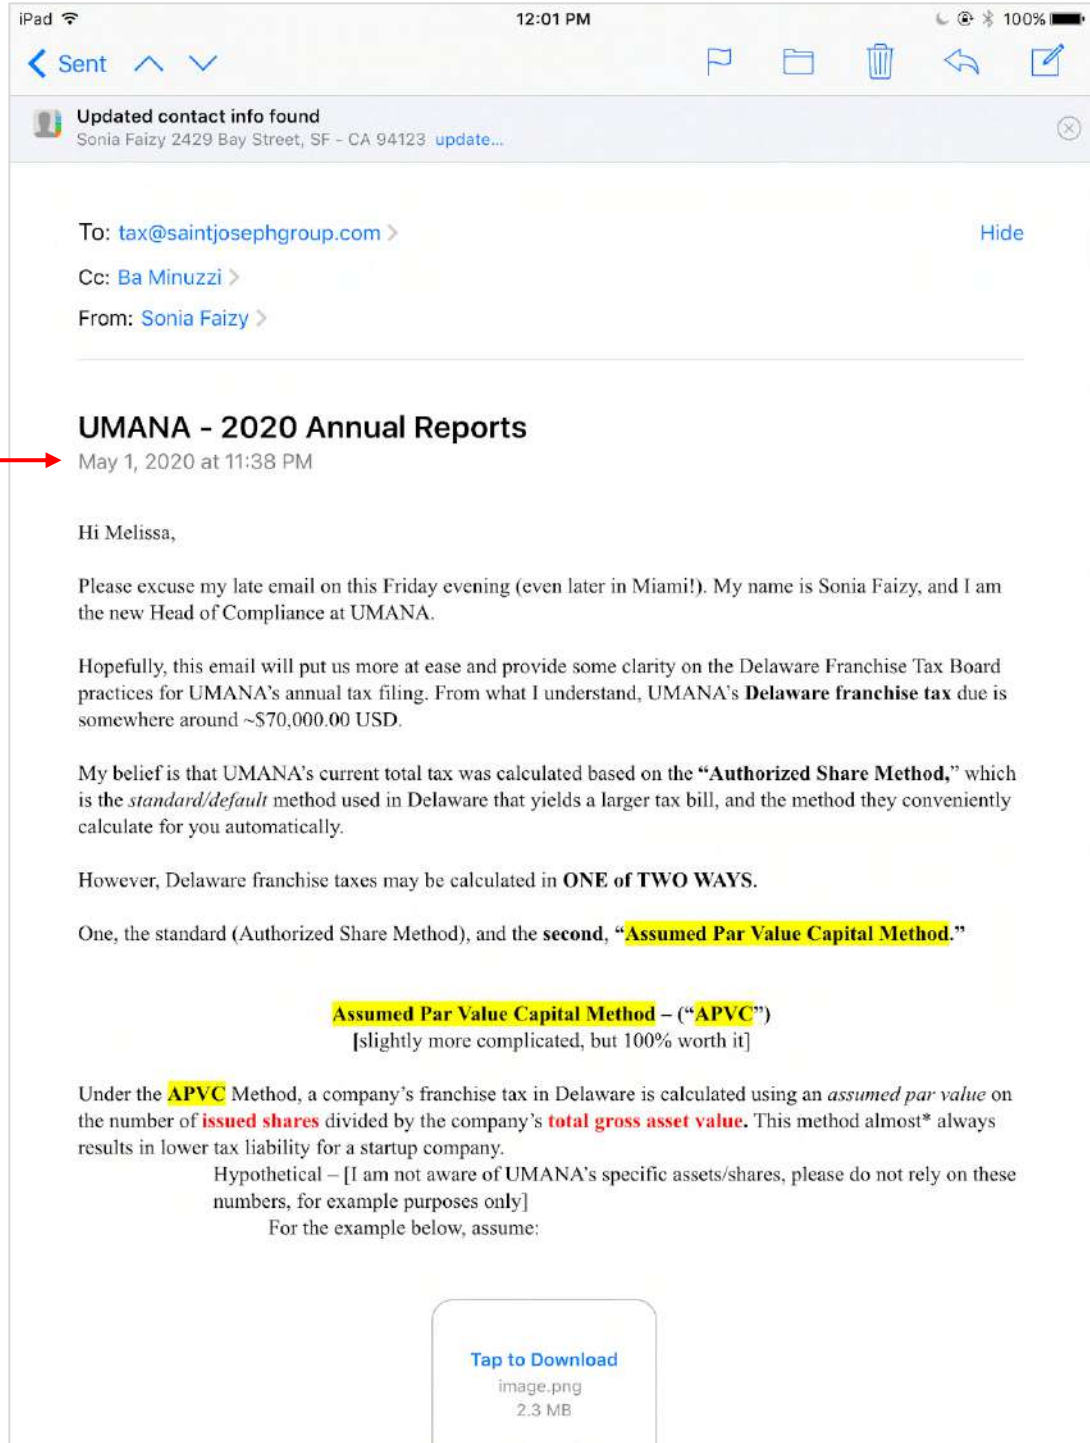 iPad 12:01 PM 100%
Sent
Updated contact info found
Sonia Faizy 2429 Bay Street, SF - CA 94123 update...
To: tax@saintjosephgroup.com
Hide
Cc: Ba Minuzzi
From: Sonia Faizy
UMANA - 2020 Annual Reports
May 1, 2020 at 11:38 PM
Hi Melissa,
Please excuse my late email on this Friday evening (even later in Miami!). My name is Sonia Faizy, and I am
the new Head of Compliance at UMANA.
Hopefully, this email will put us more at ease and provide some clarity on the Delaware Franchise Tax Board
practices for UMANA’s annual tax filing. From what I understand, UMANA’s Delaware franchise tax due is
somewhere around ~$70,000.00 USD.
My belief is that UMANA’s current total tax was calculated based on the “Authorized Share Method,” which
is the standard/default method used in Delaware that yields a larger tax bill, and the method they conveniently
calculate for you automatically.
However, Delaware franchise taxes may be calculated in ONE of TWO WAYS.
One, the standard (Authorized Share Method), and the second, “Assumed Par Value Capital Method.”
Assumed Par Value Capital Method – (“APVC”)
[slightly more complicated, but 100% worth it]
Under the APVC Method, a company’s franchise tax in Delaware is calculated using an assumed par value on
the number of issued shares divided by the company’s total gross asset value. This method almost* always
results in lower tax liability for a startup company.
Hypothetical – [I am not aware of UMANA’s specific assets/shares, please do not rely on these
numbers, for example purposes only]
For the example below, assume:
Tap to Download
image.png
2.3 MB